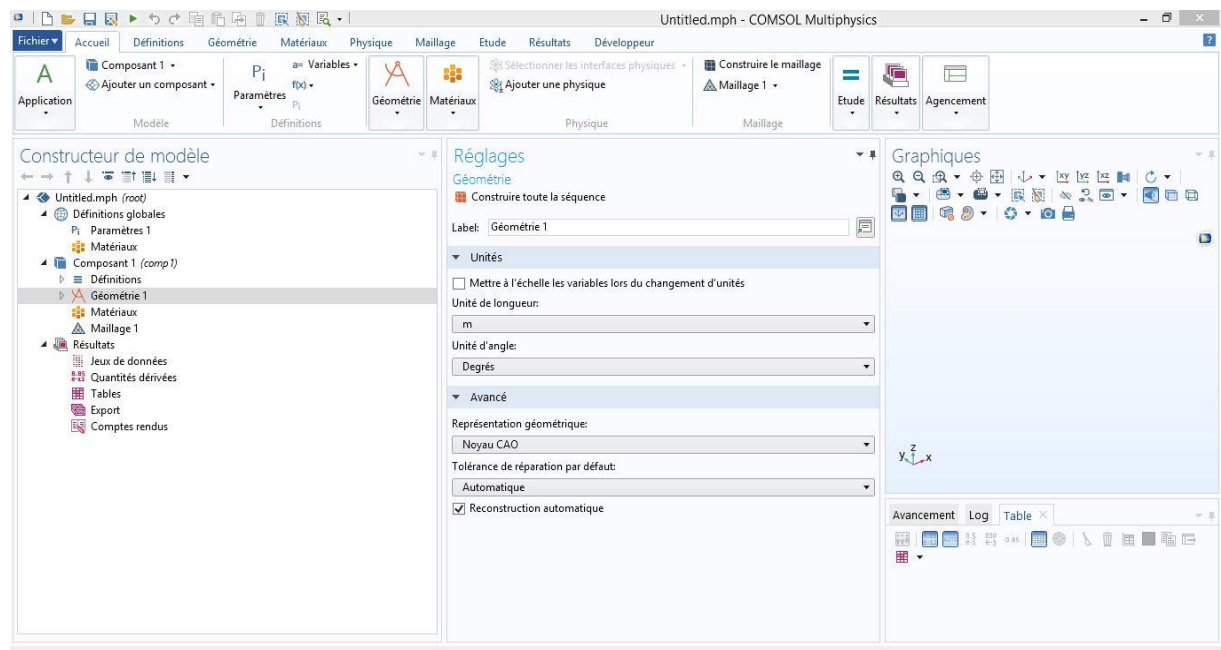 Untitled.mph - COMSOL Multiphysics
Fichier Accueil Définitions Géométrie Matériaux Physique Maillage Etude Résultats Développeur
Application
Composant 1
Ajouter un composant
Modèle
Pi
Paramètres
a= Variables
f(x)
Pi
Définitions
Géométrie
Matériaux
Sélectionner les interfaces physiques
Ajouter une physique
Physique
Construire le maillage
Maillage 1
Maillage
Etude
Résultats
Agencement
Constructeur de modèle
Untitled.mph (root)
Définitions globales
Pi Paramètres 1
Matériaux
Composant 1 (comp1)
Définitions
Géométrie 1
Matériaux
Maillage 1
Résultats
Jeux de données
Quantités dérivées
Tables
Export
Comptes rendus
Réglages
Géométrie
Construire toute la séquence
Label: Géométrie 1
Unités
Mettre à l'échelle les variables lors du changement d'unités
Unité de longueur:
m
Unité d'angle:
Degrés
Avancé
Représentation géométrique:
Noyau CAO
Tolérance de réparation par défaut:
Automatique
Reconstruction automatique
Graphiques
xy yz xz
z
y x
Avancement Log Table